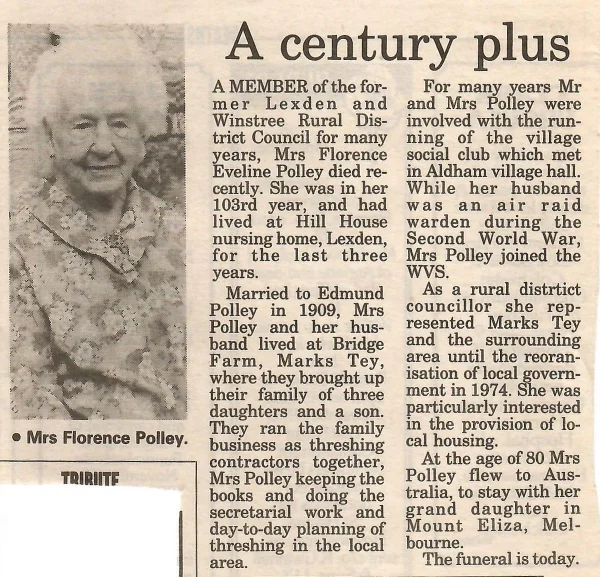 A century plus
A MEMBER of the for-
mer Lexden and
Winstree Rural Dis-
trict Council for many
years, Mrs Florence
Eveline Polley died re-
cently. She was in her
103rd year, and had
lived at Hill House
nursing home, Lexden,
for the last three
years.
Married to Edmund
Polley in 1909, Mrs
Polley and her hus-
band lived at Bridge
Farm, Marks Tey,
where they brought up
their family of three
daughters and a son.
They ran the family
business as threshing
contractors together,
Mrs Polley keeping the
books and doing the
secretarial work and
day-to-day planning of
threshing in the local
area.
For many years Mr
and Mrs Polley were
involved with the run-
ning of the village
social club which met
in Aldham village hall.
While her husband
was an air raid
warden during the
Second World War,
Mrs Polley joined the
WVS.
As a rural distrtict
councillor she rep-
resented Marks Tey
and the surrounding
area until the reoran-
isation of local govern-
ment in 1974. She was
particularly interested
in the provision of lo-
cal housing.
At the age of 80 Mrs
Polley flew to Aus-
tralia, to stay with her
grand daughter in
Mount Eliza, Mel-
bourne.
The funeral is today.
• Mrs Florence Polley.
TRIBUTE